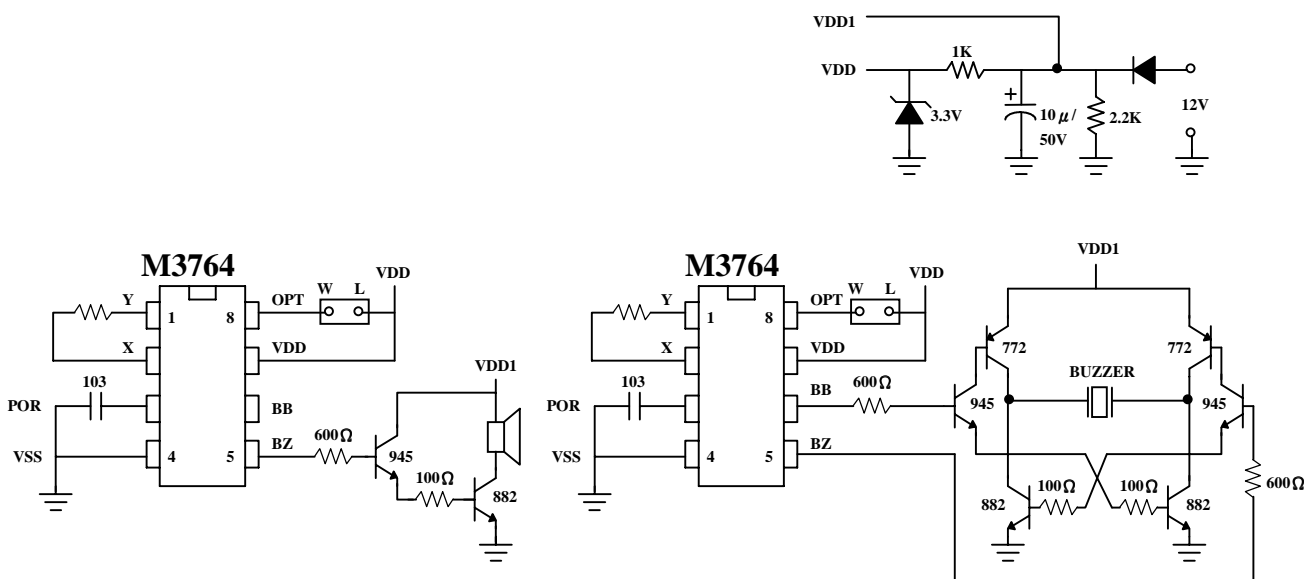 VDD1
VDD
1K
3.3V
10μ/
50V
2.2K
12V
M3764
Y
X
103
POR
VSS
1
4
8
5
OPT
W L
VDD
VDD
BB
BZ
600Ω
945
100Ω
882
VDD1
M3764
Y
X
103
POR
VSS
1
4
8
5
OPT
W L
VDD
VDD
BB
BZ
600Ω
VDD1
772
772
BUZZER
945
945
100Ω
100Ω
882
882
600Ω